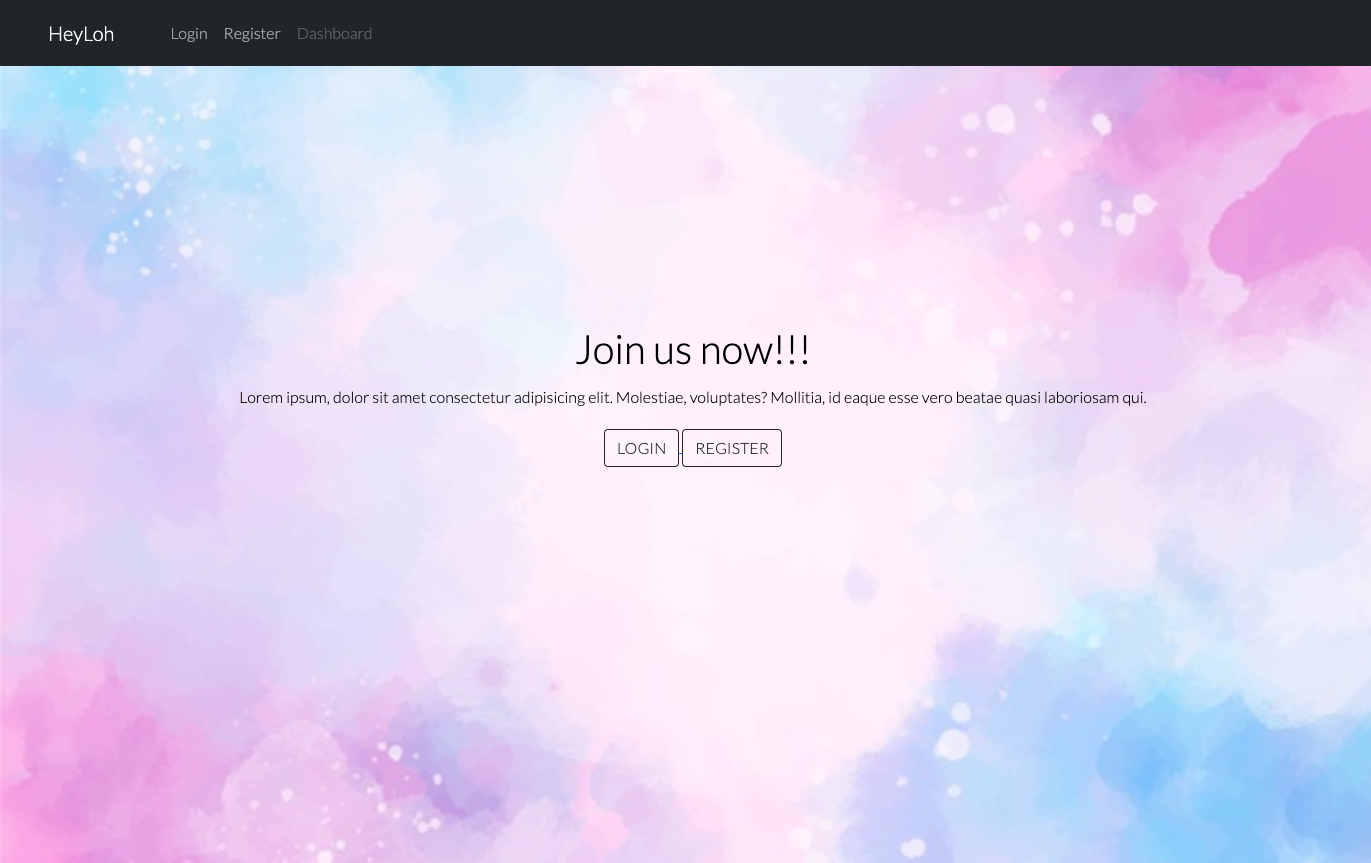 HeyLoh Login Register Dashboard
Join us now!!!
Lorem ipsum, dolor sit amet consectetur adipisicing elit. Molestiae, voluptates? Mollitia, id eaque esse vero beatae quasi laboriosam qui.
LOGIN REGISTER